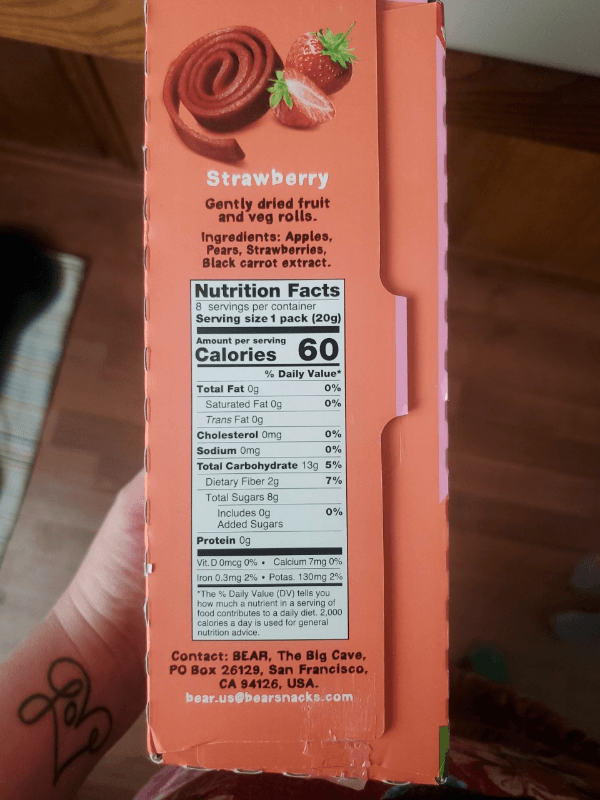 Strawberry
Gently dried fruit
and veg rolls.
Ingredients: Apples,
Pears, Strawberries,
Black carrot extract.
Nutrition Facts
8 servings per container
Serving size 1 pack (20g)
Amount per serving
Calories 60
% Daily Value*
Total Fat 0g 0%
Saturated Fat 0g 0%
Trans Fat 0g
Cholesterol 0mg 0%
Sodium 0mg 0%
Total Carbohydrate 13g 5%
Dietary Fiber 2g 7%
Total Sugars 8g
Includes 0g 0%
Added Sugars
Protein 0g
Vit. D 0mcg 0% • Calcium 7mg 0%
Iron 0.3mg 2% • Potas. 130mg 2%
*The % Daily Value (DV) tells you
how much a nutrient in a serving of
food contributes to a daily diet. 2,000
calories a day is used for general
nutrition advice.
Contact: BEAR, The Big Cave,
PO Box 26129, San Francisco,
CA 94126, USA.
bear.us@bearsnacks.com